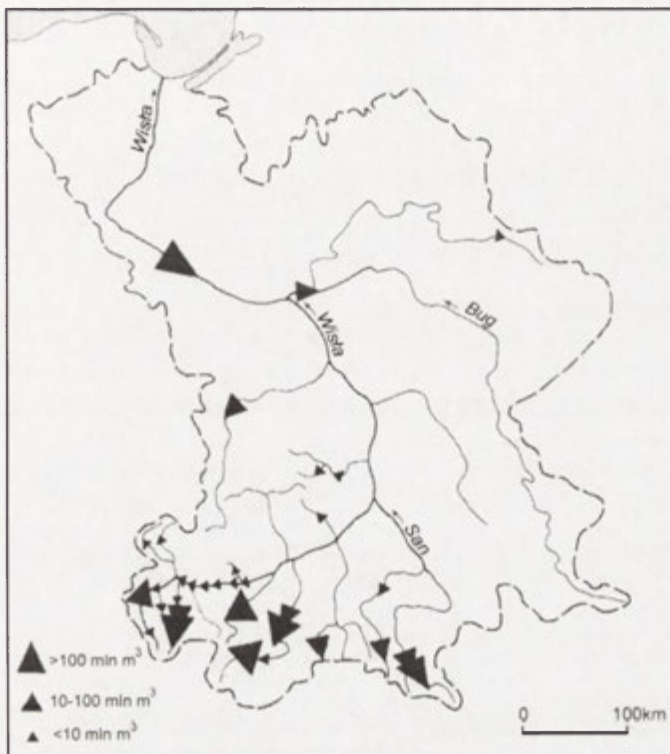 Wisła
Wisła
Bug
San
>100 mln m³
10-100 mln m³
<10 mln m³
0 100km